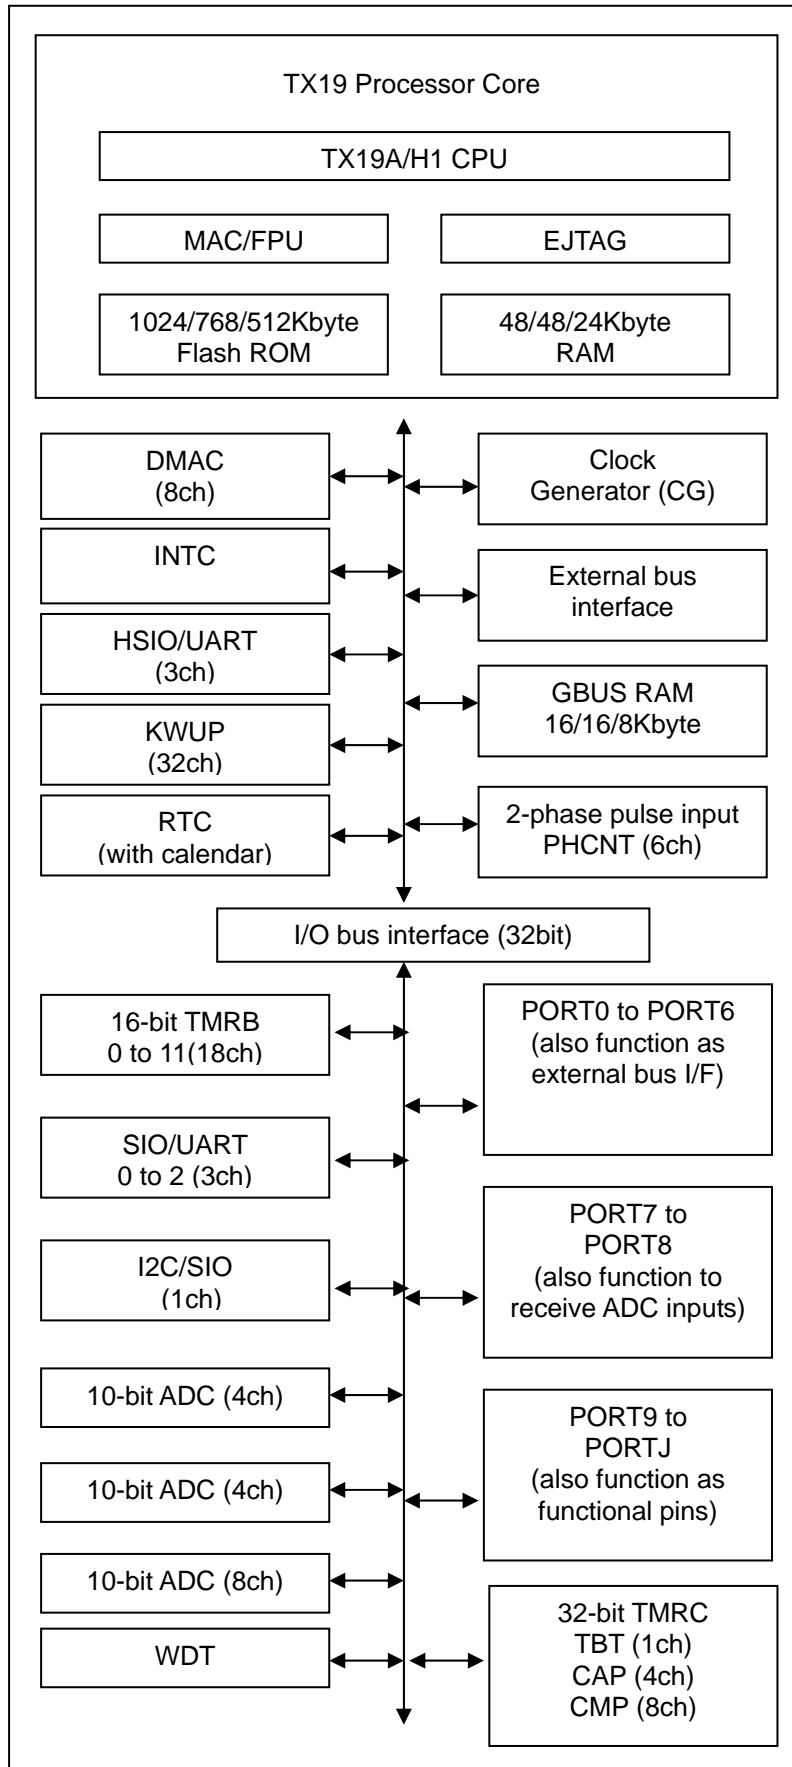 TX19 Processor Core
TX19A/H1 CPU
MAC/FPU
EJTAG
1024/768/512Kbyte
Flash ROM
48/48/24Kbyte
RAM
DMAC
(8ch)
Clock
Generator (CG)
INTC
External bus
interface
HSIO/UART
(3ch)
GBUS RAM
16/16/8Kbyte
KWUP
(32ch)
2-phase pulse input
PHCNT (6ch)
RTC
(with calendar)
I/O bus interface (32bit)
16-bit TMRB
0 to 11(18ch)
PORT0 to PORT6
(also function as
external bus I/F)
SIO/UART
0 to 2 (3ch)
PORT7 to
PORT8
(also function to
receive ADC inputs)
I2C/SIO
(1ch)
10-bit ADC (4ch)
PORT9 to
PORTJ
(also function as
functional pins)
10-bit ADC (4ch)
10-bit ADC (8ch)
32-bit TMRC
TBT (1ch)
CAP (4ch)
CMP (8ch)
WDT